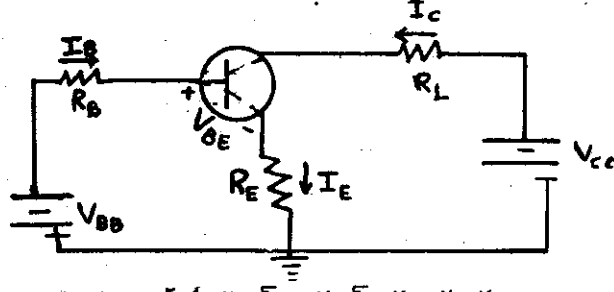 I_C
I_B
R_B
R_L
+
V_BE
-
V_CC
R_E
I_E
V_BB